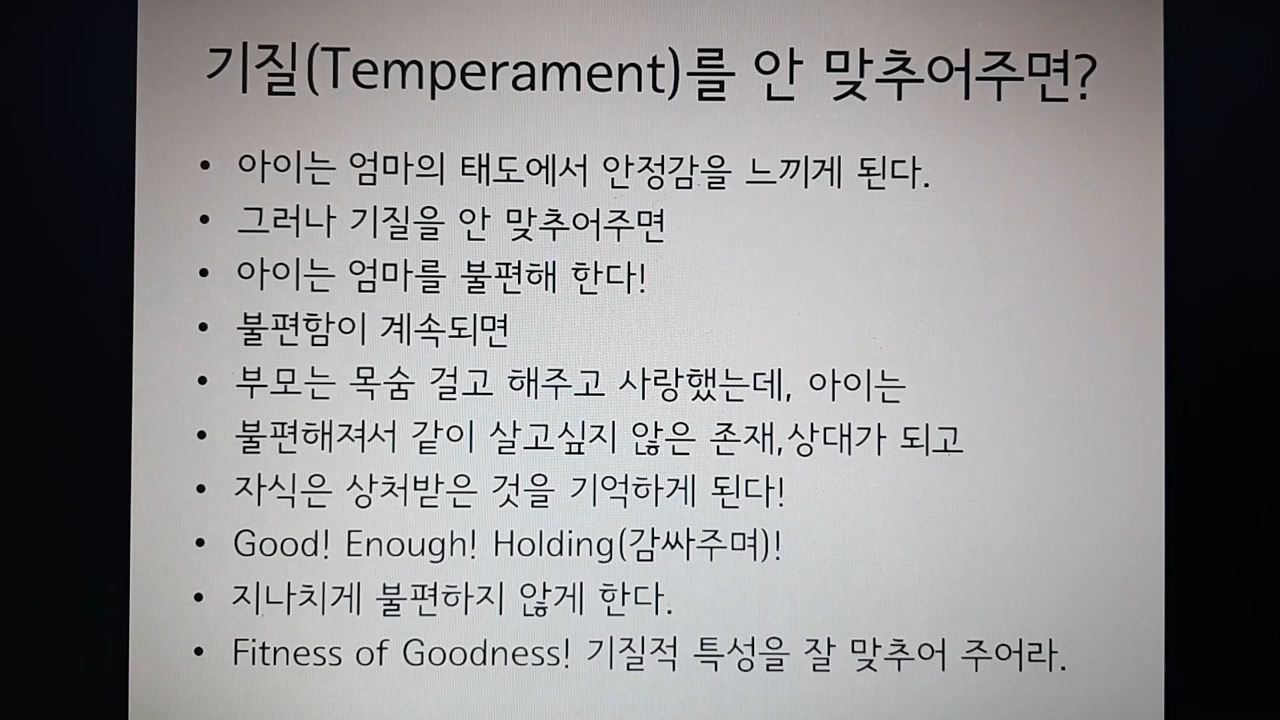 기질(Temperament)를 안 맞추어주면?
• 아이는 엄마의 태도에서 안정감을 느끼게 된다.
• 그러나 기질을 안 맞추어주면
• 아이는 엄마를 불편해 한다!
• 불편함이 계속되면
• 부모는 목숨 걸고 해주고 사랑했는데, 아이는
• 불편해져서 같이 살고싶지 않은 존재,상대가 되고
• 자식은 상처받은 것을 기억하게 된다!
• Good! Enough! Holding(감싸주며)!
• 지나치게 불편하지 않게 한다.
• Fitness of Goodness! 기질적 특성을 잘 맞추어 주어라.